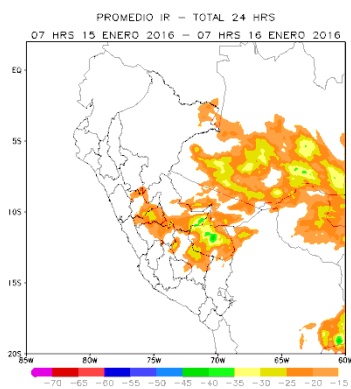 PROMEDIO IR - TOTAL 24 HRS
07 HRS 15 ENERO 2016 - 07 HRS 16 ENERO 2016
EQ
5S
10S
15S
20S
85W 80W 75W 70W 65W 60W
-70 -65 -60 -55 -50 -45 -40 -35 -30 -25 -20 -15